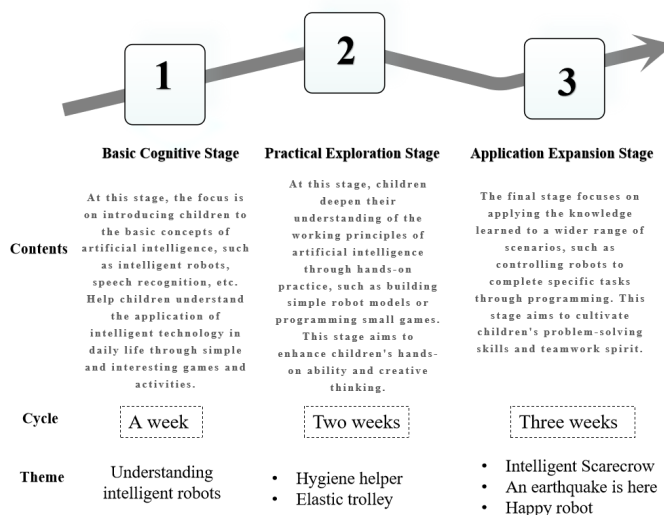 1
2
3
Basic Cognitive Stage
Practical Exploration Stage
Application Expansion Stage
Contents
At this stage, the focus is
on introducing children to
the basic concepts of
artificial intelligence, such
as intelligent robots,
speech recognition, etc.
Help children understand
the application of
intelligent technology in
daily life through simple
and interesting games and
activities.
At this stage, children
deepen their
understanding of the
working principles of
artificial intelligence
through hands-on
practice, such as building
simple robot models or
programming small games.
This stage aims to
enhance children's hands-
on ability and creative
thinking.
The final stage focuses on
applying the knowledge
learned to a wider range of
scenarios, such as
controlling robots to
complete specific tasks
through programming. This
stage aims to cultivate
children's problem-solving
skills and teamwork spirit.
Cycle
A week
Two weeks
Three weeks
Theme
Understanding
intelligent robots
• Hygiene helper
• Elastic trolley
• Intelligent Scarecrow
• An earthquake is here
• Happy robot